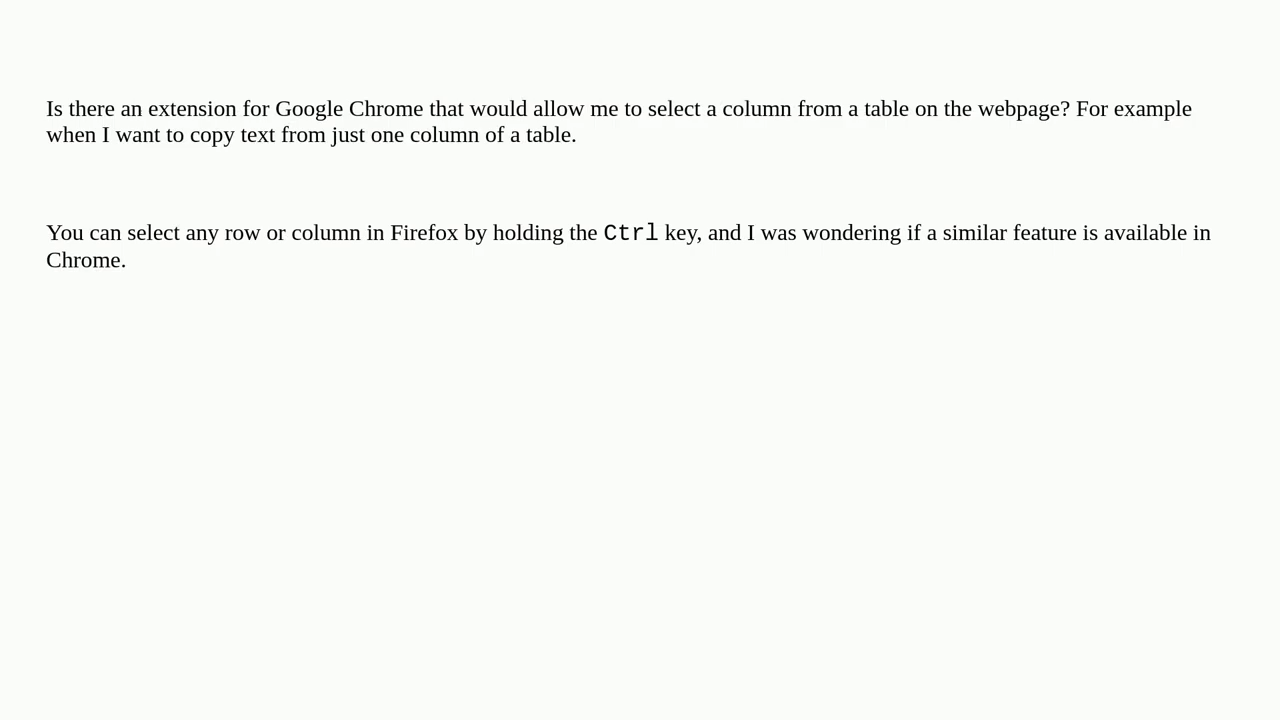 Is there an extension for Google Chrome that would allow me to select a column from a table on the webpage? For example
when I want to copy text from just one column of a table.
You can select any row or column in Firefox by holding the Ctrl key, and I was wondering if a similar feature is available in
Chrome.